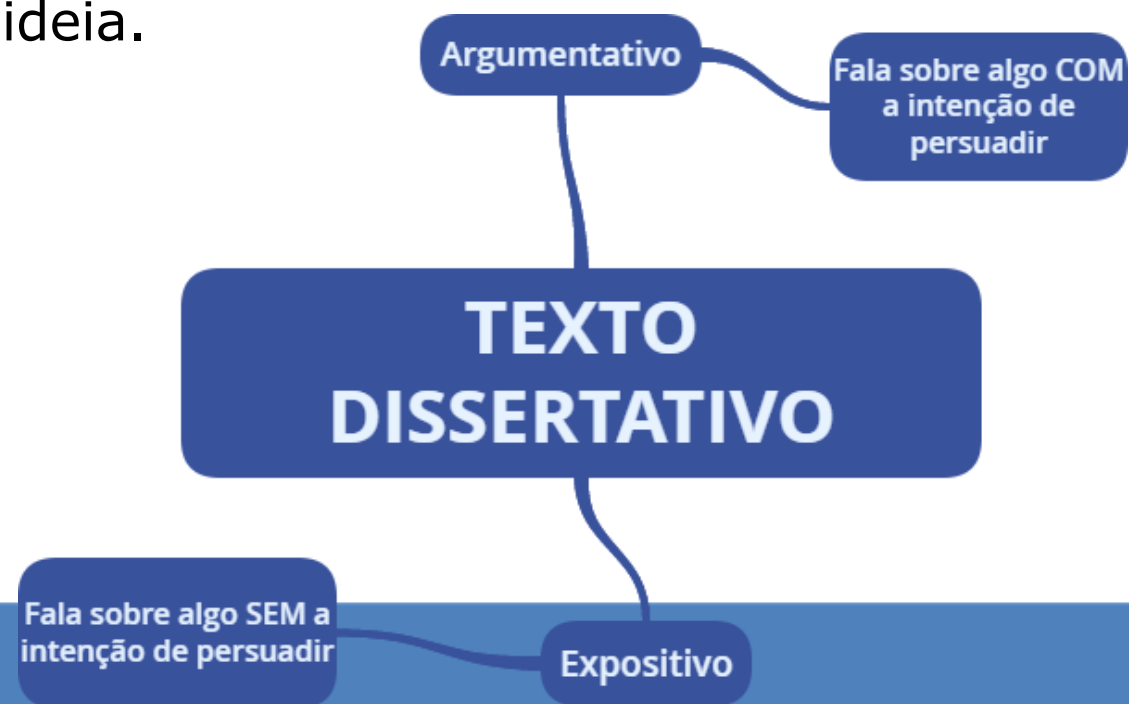 ideia.
Argumentativo
Fala sobre algo COM
a intenção de
persuadir
TEXTO
DISSERTATIVO
Fala sobre algo SEM a
intenção de persuadir
Expositivo